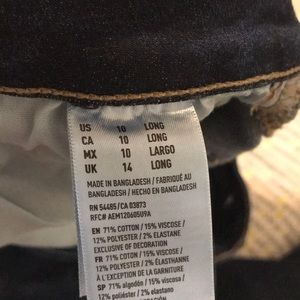 US 10 LONG
CA 10 LONG
MX 10 LARGO
UK 14 LONG
MADE IN BANGLADESH / FABRIQUÉ AU
BANGLADESH / HECHO EN BANGLADESH
RN 54485/CA 03873
RFC# AEM120605U9A
EN 71% COTTON / 15% VISCOSE /
12% POLYESTER / 2% ELASTANE
EXCLUSIVE OF DECORATION
FR 71% COTON / 15% VISCOSE /
12% POLYESTER / 2% ÉLASTHANNE
À L'EXCEPTION DE LA GARNITURE
SP 71% algodón / 15% viscosa /
12% poliéster / 2% elastano